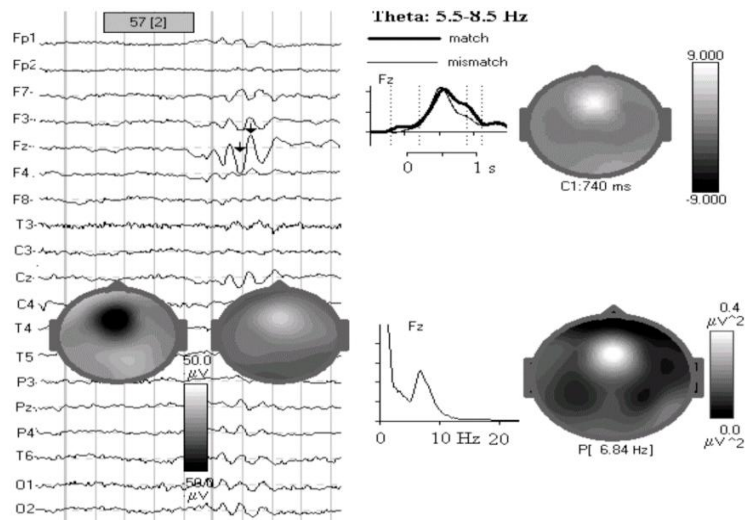 57 [2]
Fp1
Fp2
F7
F3
Fz
F4
F8
T3
C3
Cz
C4
T4
T5
P3
Pz
P4
T6
O1
O2
50.0
µV
-50.0
µV
Theta: 5.5-8.5 Hz
match
mismatch
Fz
0 1 s
C1:740 ms
9.000
-9.000
Fz
0 10 Hz 20
P[ 6.84 Hz]
0.4
µV^2
0.0
µV^2